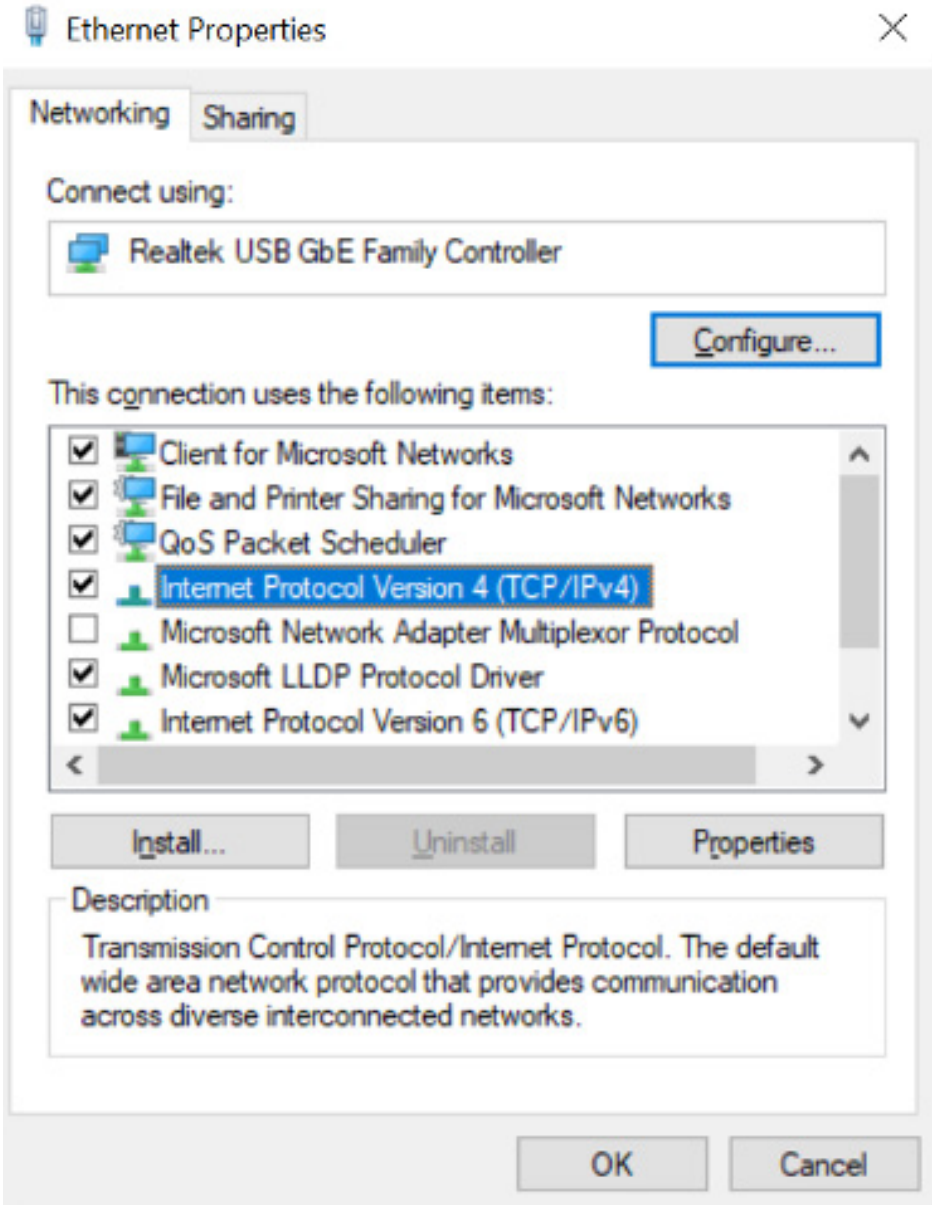 Ethernet Properties
Networking
Sharing
Connect using:
Realtek USB GbE Family Controller
Configure...
This connection uses the following items:
Client for Microsoft Networks
File and Printer Sharing for Microsoft Networks
QoS Packet Scheduler
Internet Protocol Version 4 (TCP/IPv4)
Microsoft Network Adapter Multiplexor Protocol
Microsoft LLDP Protocol Driver
Internet Protocol Version 6 (TCP/IPv6)
Install...
Uninstall
Properties
Description
Transmission Control Protocol/Internet Protocol. The default
wide area network protocol that provides communication
across diverse interconnected networks.
OK
Cancel